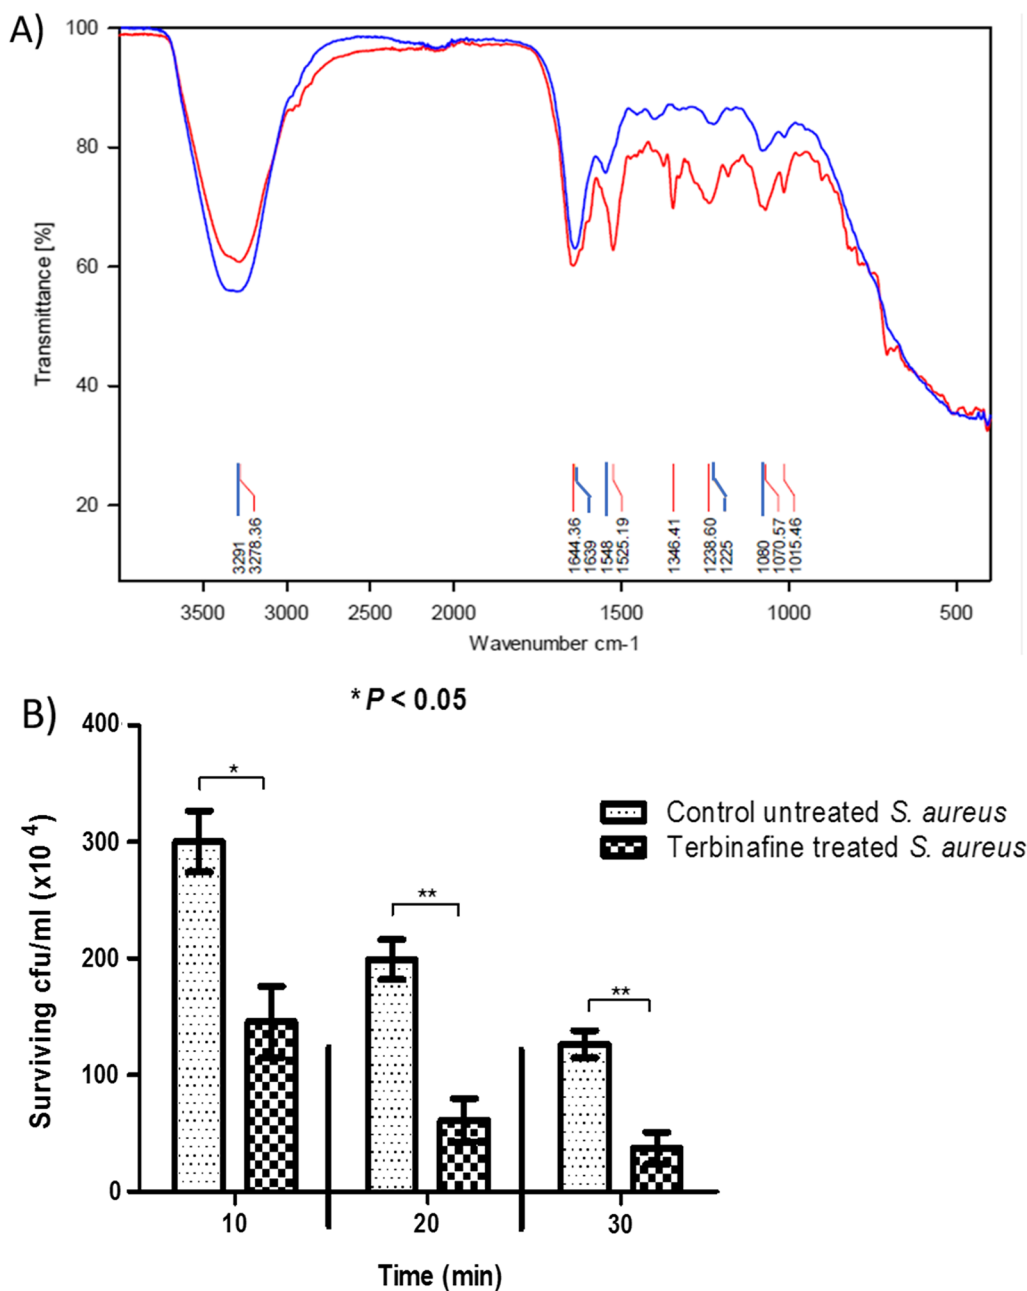 A)
100
80
60
40
20
Transmittance [%]
3291
3278.36
1644.36
1639
1548
1525.19
1346.41
1238.60
1225
1080
1070.57
1015.46
3500 3000 2500 2000 1500 1000 500
Wavenumber cm-1
B)
* P < 0.05
400
300
200
100
0
Surviving cfu/ml (x10 4)
*
**
**
Control untreated S. aureus
Terbinafine treated S. aureus
10 20 30
Time (min)